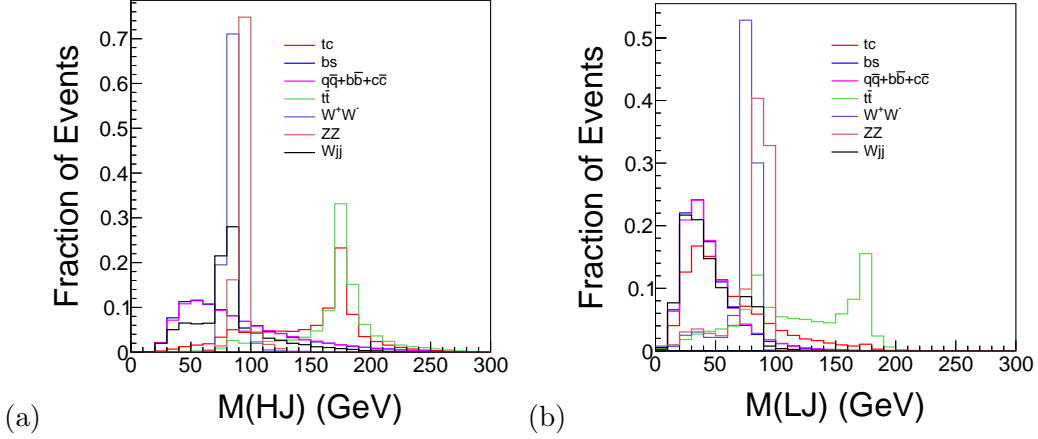 Fraction of Events
0.7
0.6
0.5
0.4
0.3
0.2
0.1
0
tc
bs
qq̅+bb̅+cc̅
tt̅
W⁺W⁻
ZZ
Wjj
0 50 100 150 200 250 300
M(HJ) (GeV)
(a)
Fraction of Events
0.5
0.4
0.3
0.2
0.1
0
tc
bs
qq̅+bb̅+cc̅
tt̅
W⁺W⁻
ZZ
Wjj
0 50 100 150 200 250 300
M(LJ) (GeV)
(b)